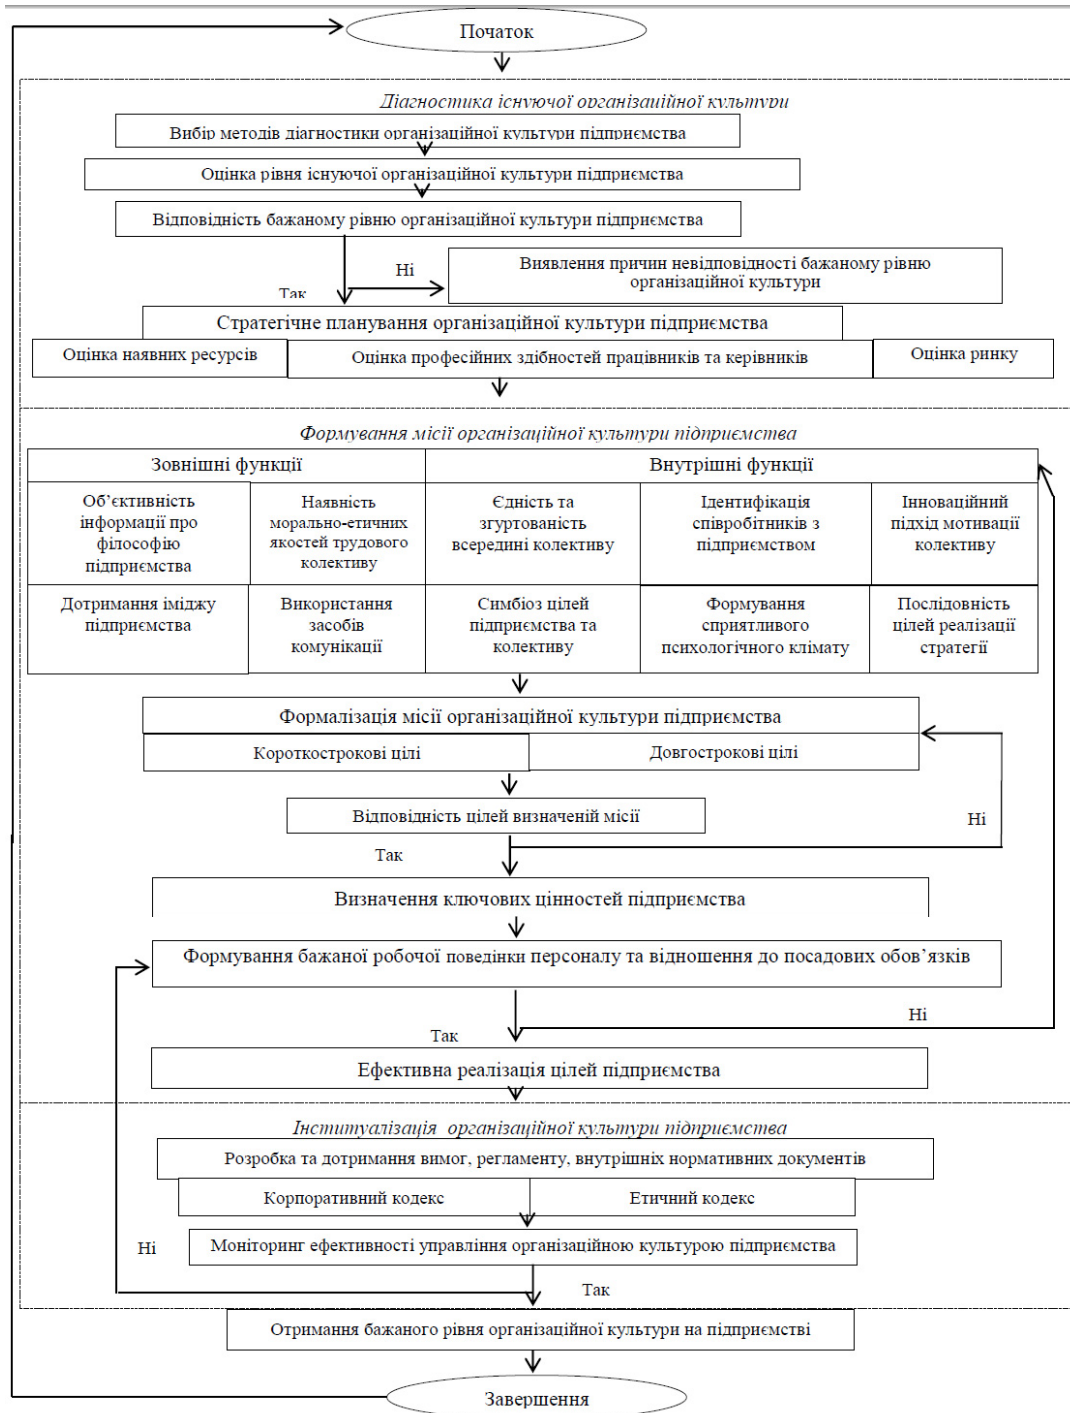 Початок
Діагностика існуючої організаційної культури
Вибір методів діагностики організаційної культури підприємства
Оцінка рівня існуючої організаційної культури підприємства
Відповідність бажаному рівню організаційної культури підприємства
Ні
Виявлення причин невідповідності бажаному рівню
організаційної культури
Так
Стратегічне планування організаційної культури підприємства
Оцінка наявних ресурсів
Оцінка професійних здібностей працівників та керівників
Оцінка ринку
Формування місії організаційної культури підприємства
Зовнішні функції
Внутрішні функції
Об’єктивність
інформації про
філософію
підприємства
Наявність
морально-етичних
якостей трудового
колективу
Єдність та
згуртованість
всередині колективу
Ідентифікація
співробітників з
підприємством
Інноваційний
підхід мотивації
колективу
Дотримання іміджу
підприємства
Використання
засобів
комунікації
Симбіоз цілей
підприємства та
колективу
Формування
сприятливого
психологічного клімату
Послідовність
цілей реалізації
стратегії
Формалізація місії організаційної культури підприємства
Короткострокові цілі
Довгострокові цілі
Відповідність цілей визначеній місії
Ні
Так
Визначення ключових цінностей підприємства
Формування бажаної робочої поведінки персоналу та відношення до посадових обов’язків
Ні
Так
Ефективна реалізація цілей підприємства
Інституалізація організаційної культури підприємства
Розробка та дотримання вимог, регламенту, внутрішніх нормативних документів
Корпоративний кодекс
Етичний кодекс
Моніторинг ефективності управління організаційною культурою підприємства
Ні
Так
Отримання бажаного рівня організаційної культури на підприємстві
Завершення